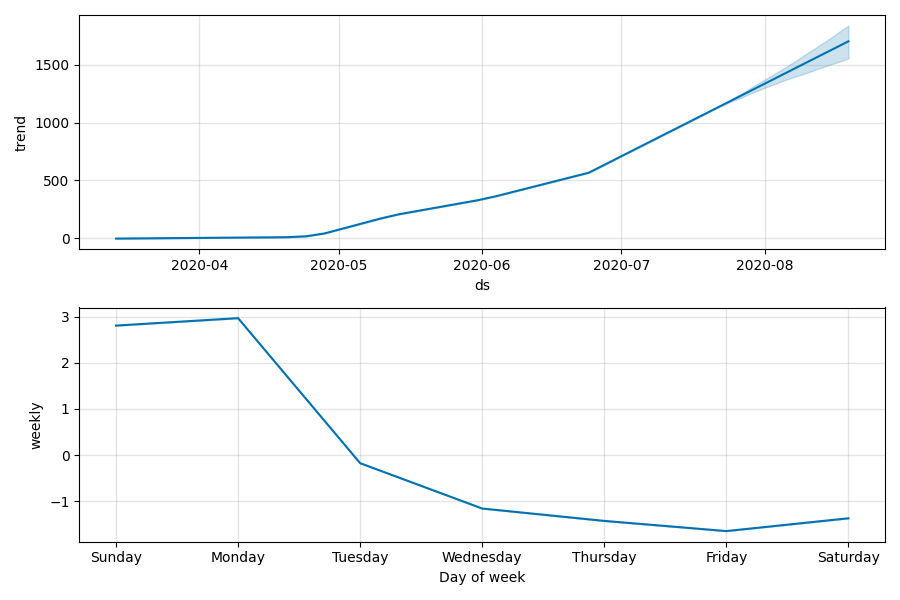 1500
1000
500
0
trend
2020-04 2020-05 2020-06 2020-07 2020-08
ds
3
2
1
0
−1
weekly
Sunday Monday Tuesday Wednesday Thursday Friday Saturday
Day of week